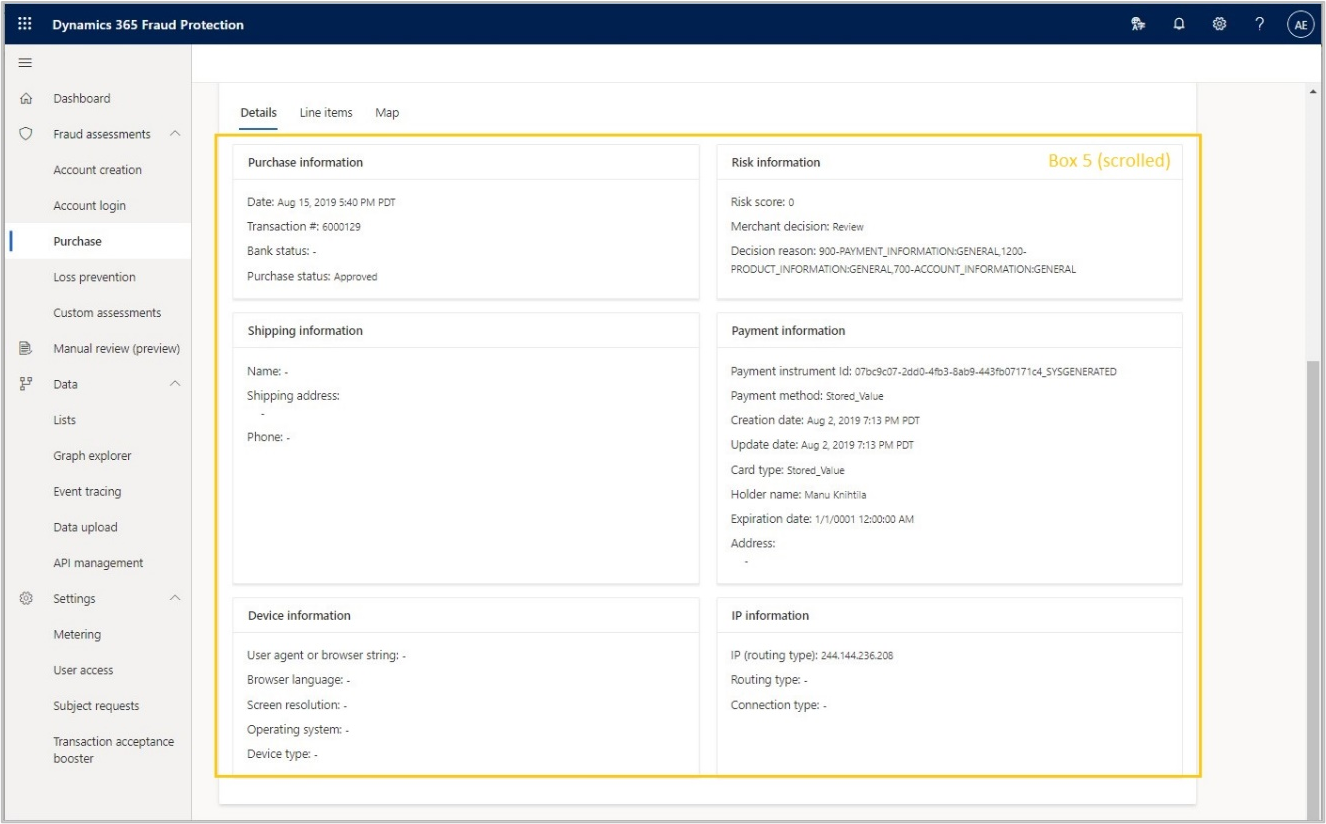 Dynamics 365 Fraud Protection
AE
Dashboard
Fraud assessments
Account creation
Account login
Purchase
Loss prevention
Custom assessments
Manual review (preview)
Data
Lists
Graph explorer
Event tracing
Data upload
API management
Settings
Metering
User access
Subject requests
Transaction acceptance
booster
Details Line items Map
Box 5 (scrolled)
Purchase information
Date: Aug 15, 2019 5:40 PM PDT
Transaction #: 6000129
Bank status: -
Purchase status: Approved
Risk information
Risk score: 0
Merchant decision: Review
Decision reason: 900-PAYMENT_INFORMATION:GENERAL,1200-
PRODUCT_INFORMATION:GENERAL,700-ACCOUNT_INFORMATION:GENERAL
Shipping information
Name: -
Shipping address:
-
Phone: -
Payment information
Payment instrument Id: 07bc9c07-2dd0-4fb3-8ab9-443fb07171c4_SYSGENERATED
Payment method: Stored_Value
Creation date: Aug 2, 2019 7:13 PM PDT
Update date: Aug 2, 2019 7:13 PM PDT
Card type: Stored_Value
Holder name: Manu Knihtila
Expiration date: 1/1/0001 12:00:00 AM
Address:
-
Device information
User agent or browser string: -
Browser language: -
Screen resolution: -
Operating system: -
Device type: -
IP information
IP (routing type): 244.144.236.208
Routing type: -
Connection type: -